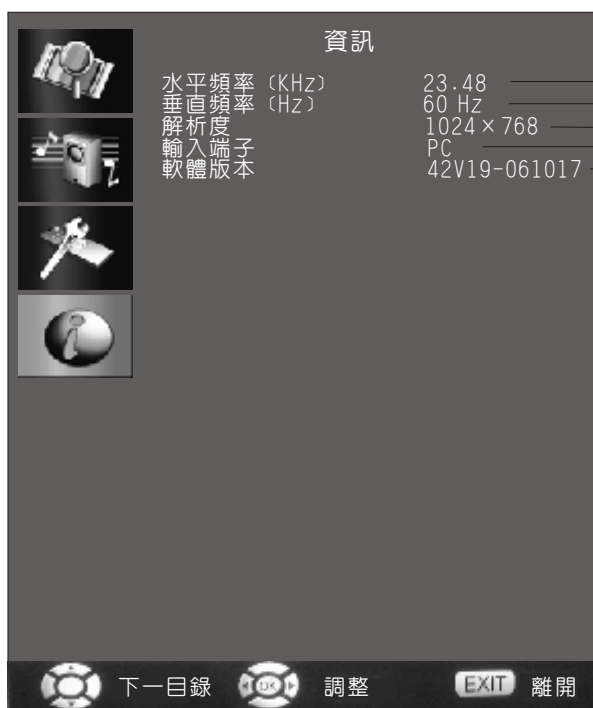 資訊
水平頻率〔KHz〕 23.48
垂直頻率〔Hz〕 60 Hz
解析度 1024×768
輸入端子 PC
軟體版本 42V19-061017
下一目錄 OK 調整 EXIT 離開